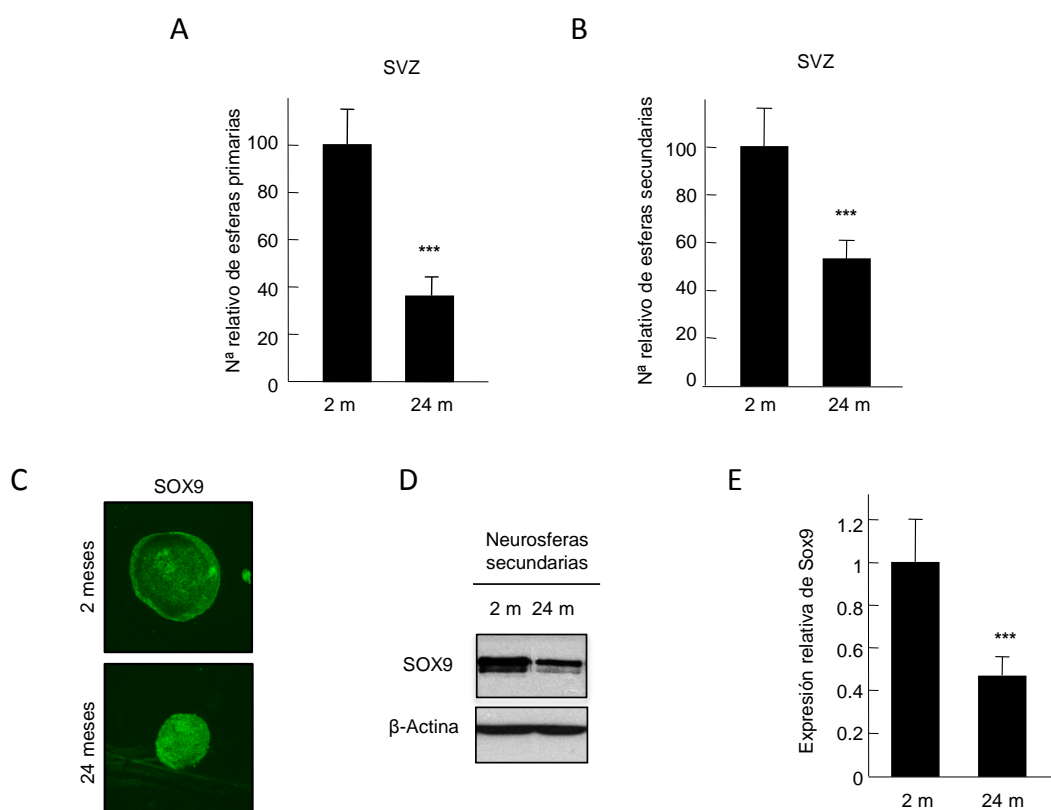 A
SVZ
Nª relativo de esferas primarias
100
80
60
40
20
0
2 m 24 m
***
B
SVZ
Nª relativo de esferas secundarias
100
80
60
40
20
0
2 m 24 m
***
C
SOX9
2 meses
24 meses
D
Neurosferas
secundarias
2 m 24 m
SOX9
β-Actina
E
Expresión relativa de Sox9
1.2
1
0.8
0.6
0.4
0.2
0
2 m 24 m
***